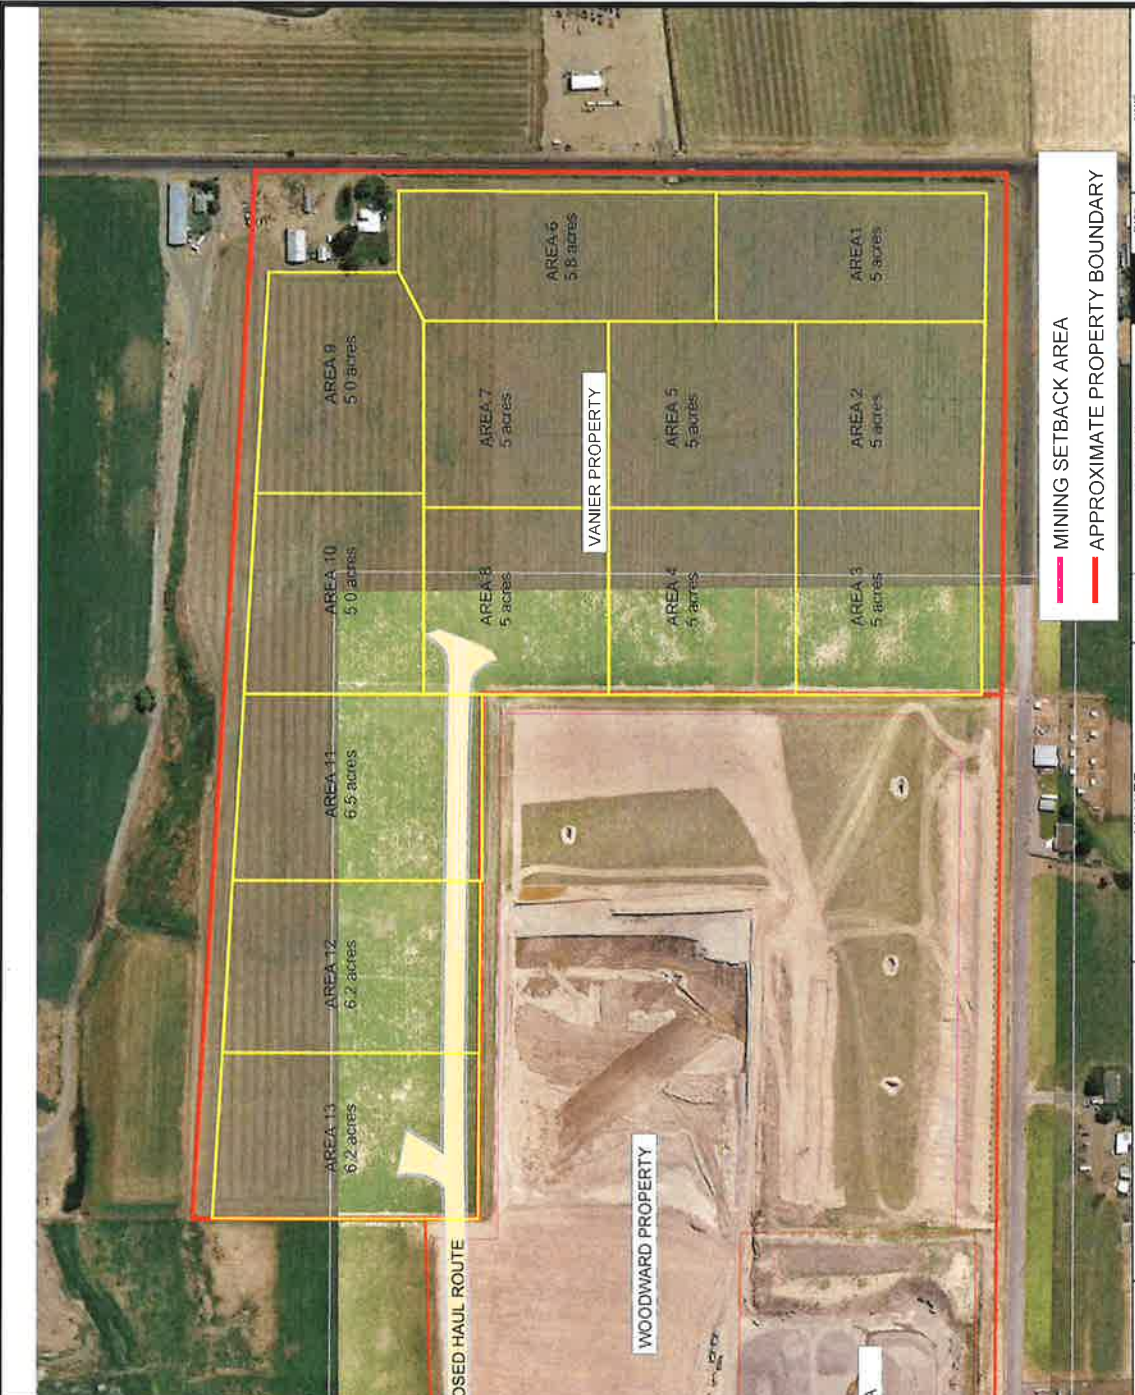 AREA 1
5 acres
AREA 2
5 acres
AREA 3
5 acres
AREA 4
5 acres
AREA 5
5 acres
AREA 6
5.8 acres
AREA 7
5 acres
AREA 8
5 acres
AREA 9
5.0 acres
AREA 10
5.0 acres
AREA 11
6.5 acres
AREA 12
6.2 acres
AREA 13
6.2 acres
VANIER PROPERTY
WOODWARD PROPERTY
OSED HAUL ROUTE
A
MINING SETBACK AREA
APPROXIMATE PROPERTY BOUNDARY